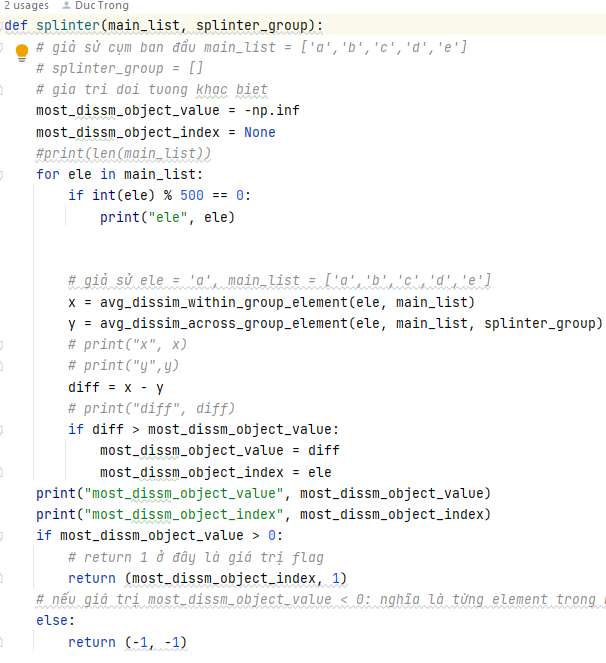 2 usages Duc Trong
def splinter(main_list, splinter_group):
# giả sử cụm ban đầu main_list = ['a','b','c','d','e']
# splinter_group = []
# gia tri doi tuong khac biet
most_dissm_object_value = -np.inf
most_dissm_object_index = None
#print(len(main_list))
for ele in main_list:
if int(ele) % 500 == 0:
print("ele", ele)
# giả sử ele = 'a', main_list = ['a','b','c','d','e']
x = avg_dissim_within_group_element(ele, main_list)
y = avg_dissim_across_group_element(ele, main_list, splinter_group)
# print("x", x)
# print("y",y)
diff = x - y
# print("diff", diff)
if diff > most_dissm_object_value:
most_dissm_object_value = diff
most_dissm_object_index = ele
print("most_dissm_object_value", most_dissm_object_value)
print("most_dissm_object_index", most_dissm_object_index)
if most_dissm_object_value > 0:
# return 1 ở đây là giá trị flag
return (most_dissm_object_index, 1)
# nếu giá trị most_dissm_object_value < 0: nghĩa là từng element trong
else:
return (-1, -1)